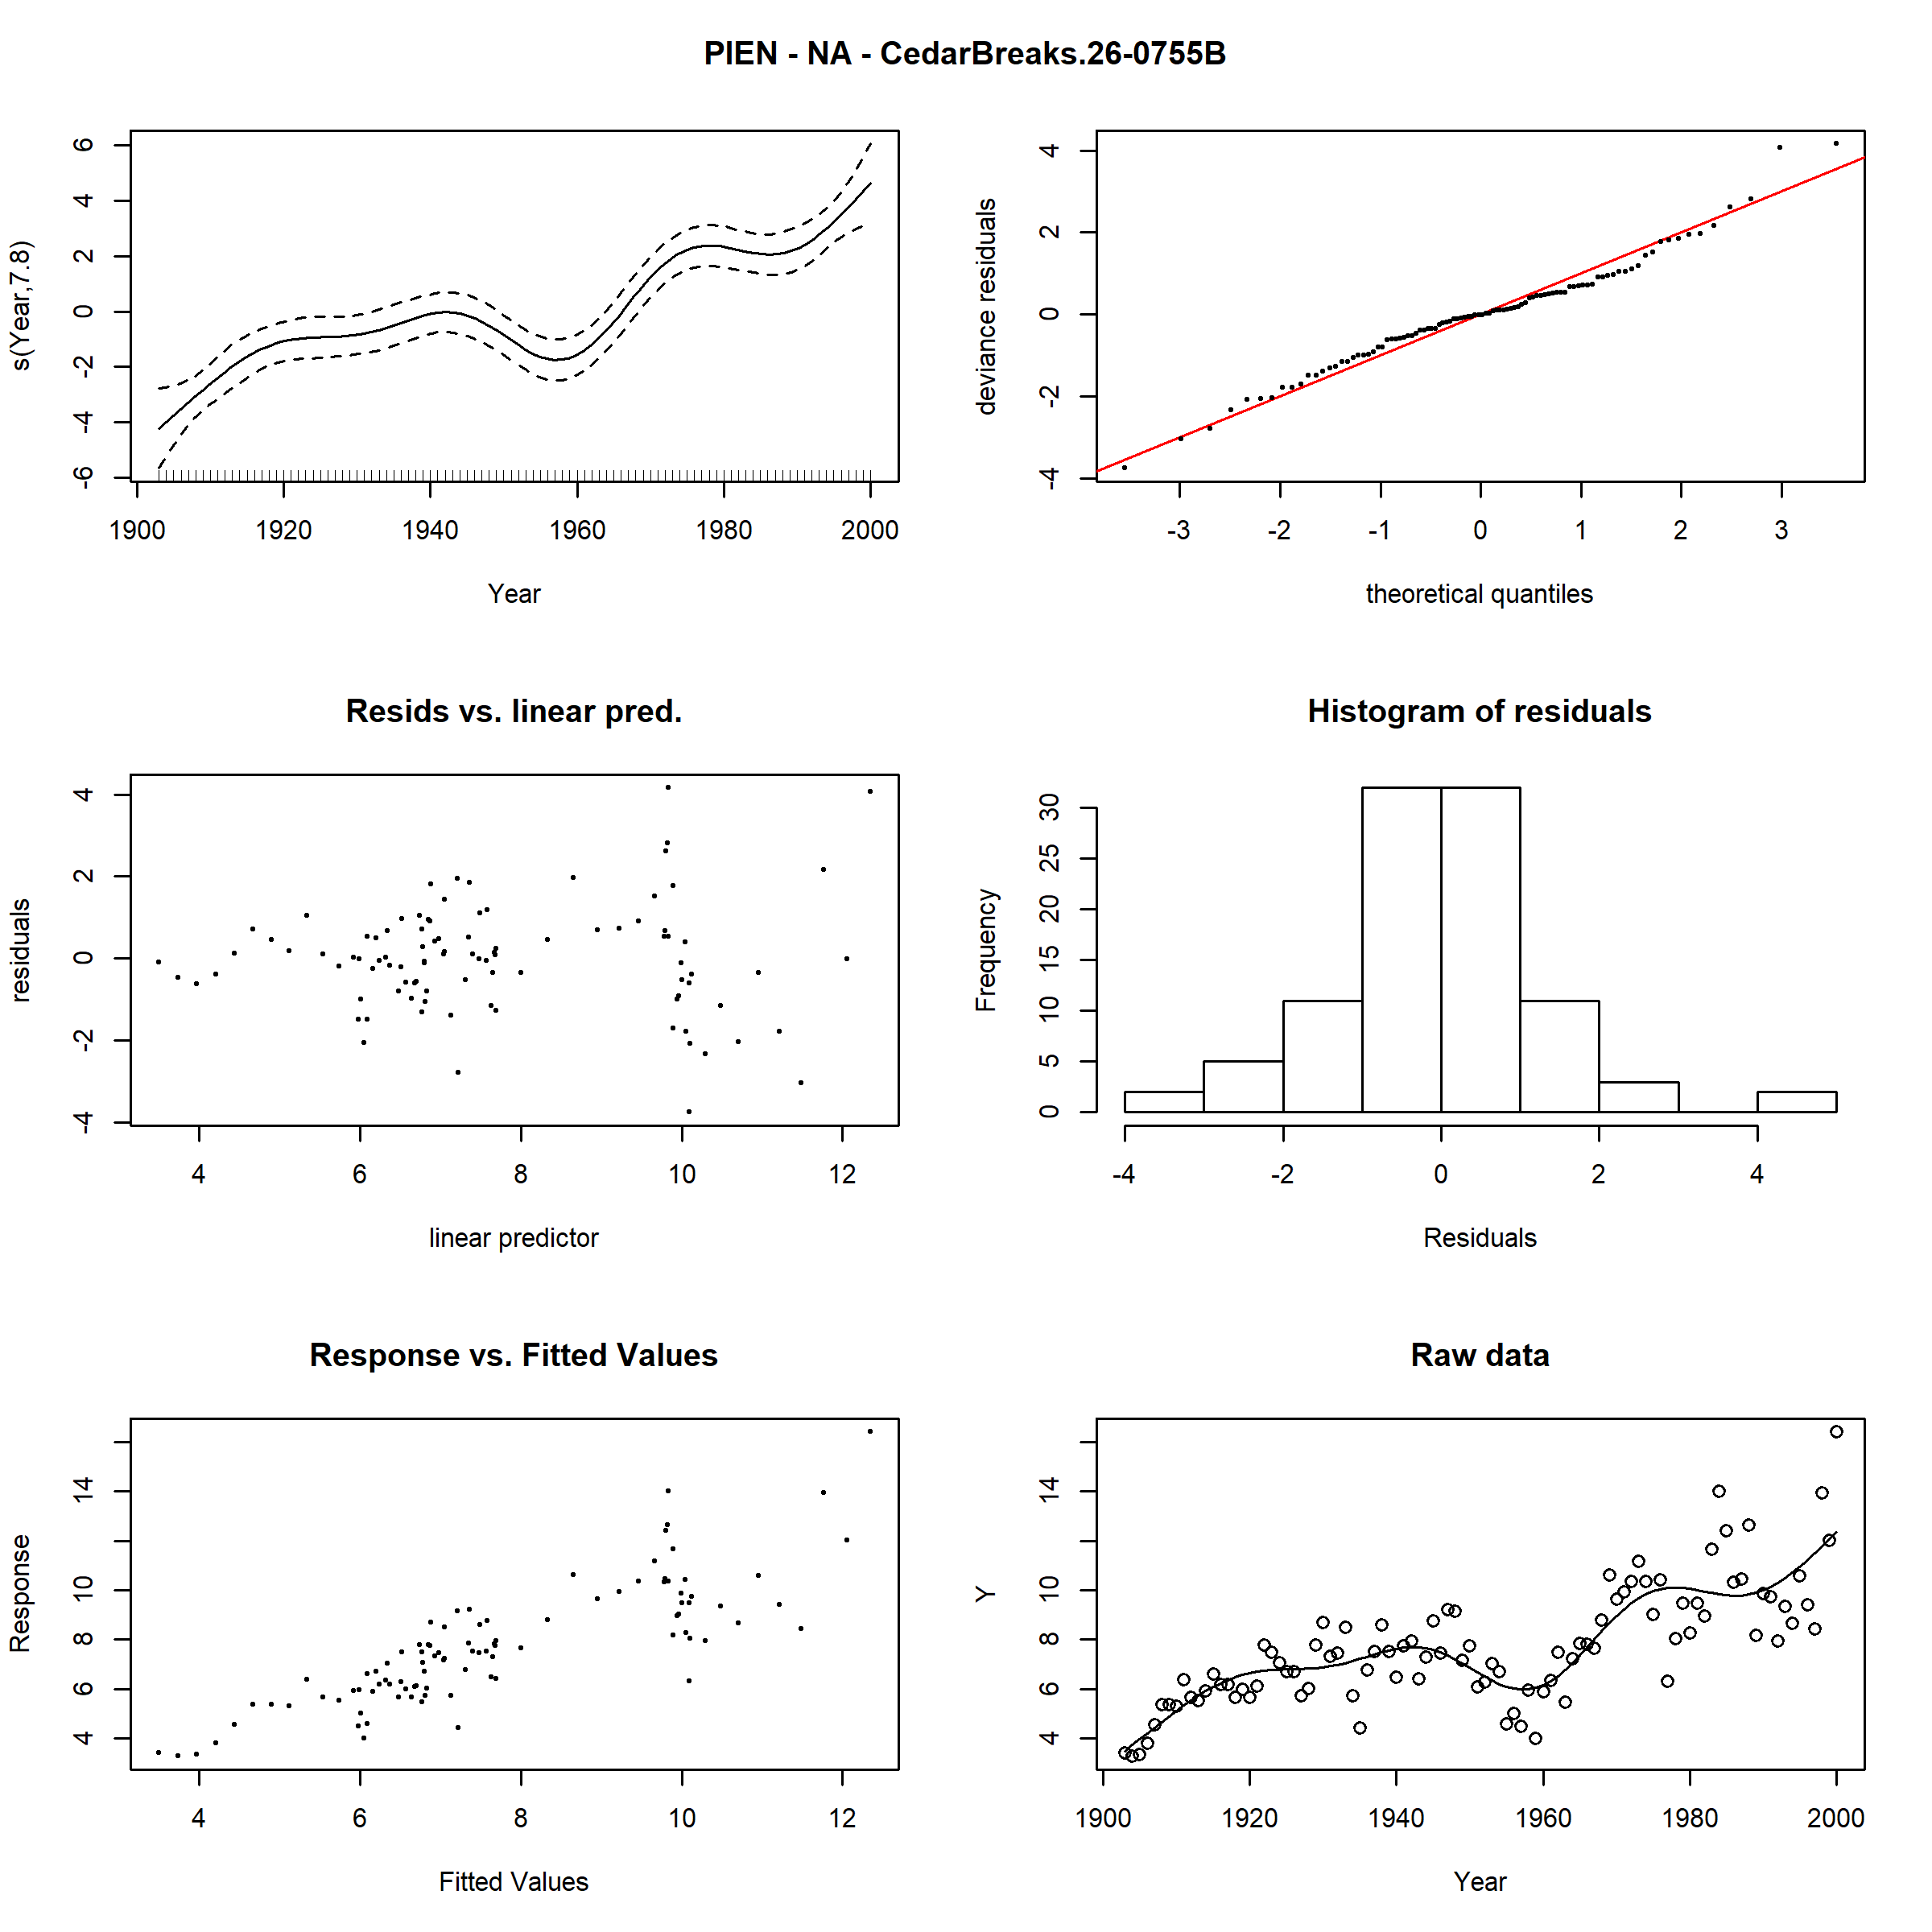 PIEN - NA - CedarBreaks.26-0755B
s(Year,7.8)
6
4
2
0
-2
-4
-6
1900 1920 1940 1960 1980 2000
Year
deviance residuals
4
2
0
-2
-4
-3 -2 -1 0 1 2 3
theoretical quantiles
Resids vs. linear pred.
residuals
4
2
0
-2
-4
4 6 8 10 12
linear predictor
Histogram of residuals
Frequency
30
25
20
15
10
5
0
-4 -2 0 2 4
Residuals
Response vs. Fitted Values
Response
14
10
8
6
4
4 6 8 10 12
Fitted Values
Raw data
Y
14
10
8
6
4
1900 1920 1940 1960 1980 2000
Year